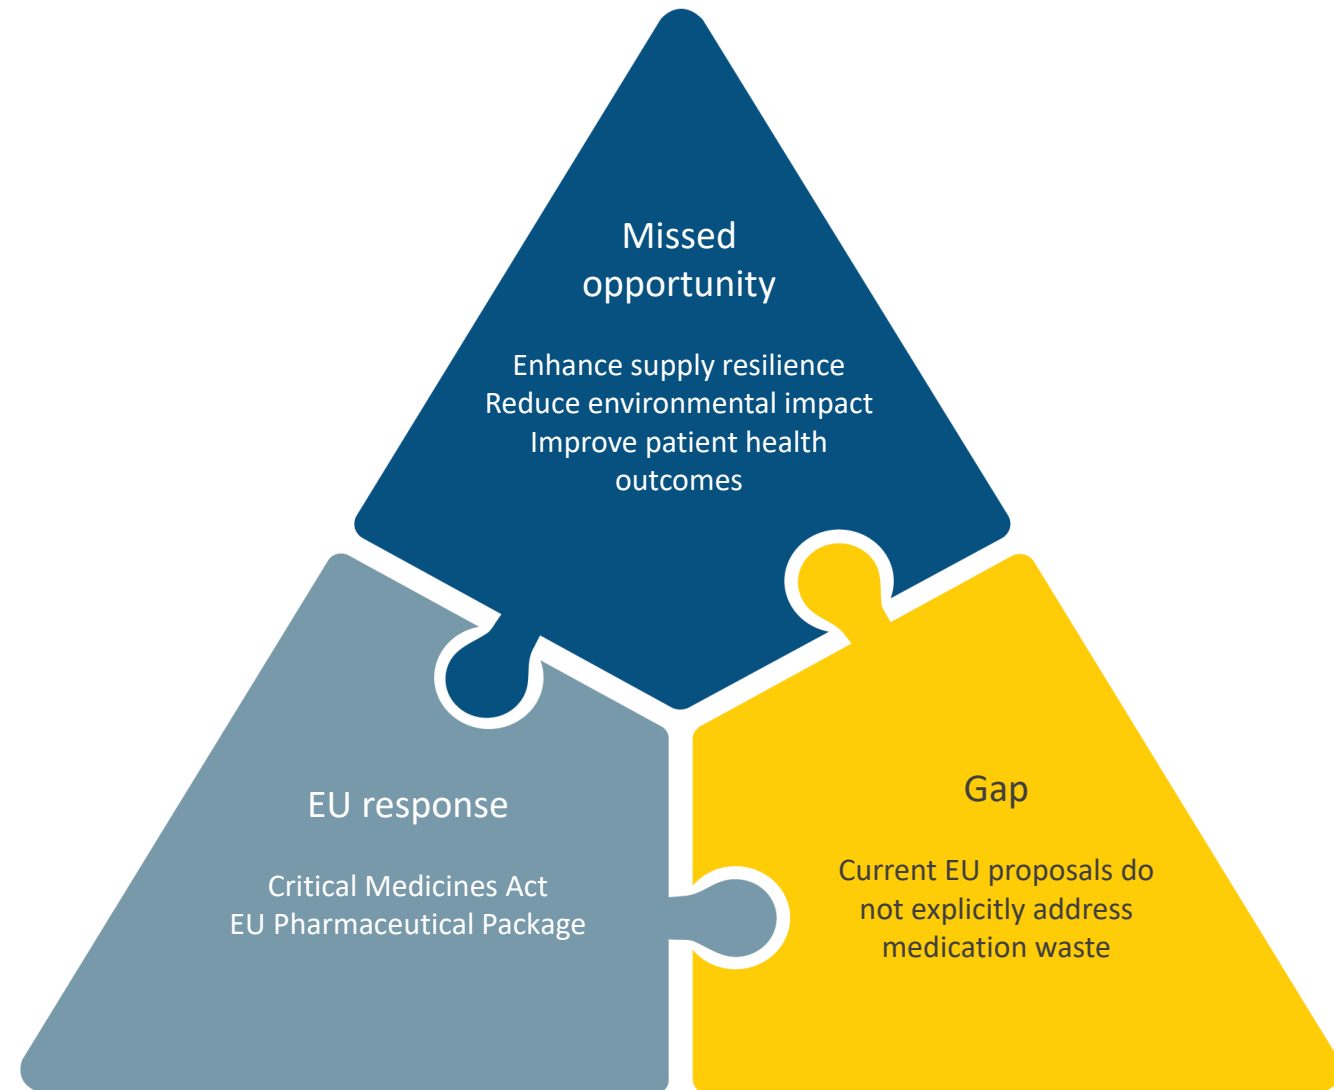 Missed
opportunity
Enhance supply resilience
Reduce environmental impact
Improve patient health
outcomes
EU response
Critical Medicines Act
EU Pharmaceutical Package
Gap
Current EU proposals do
not explicitly address
medication waste